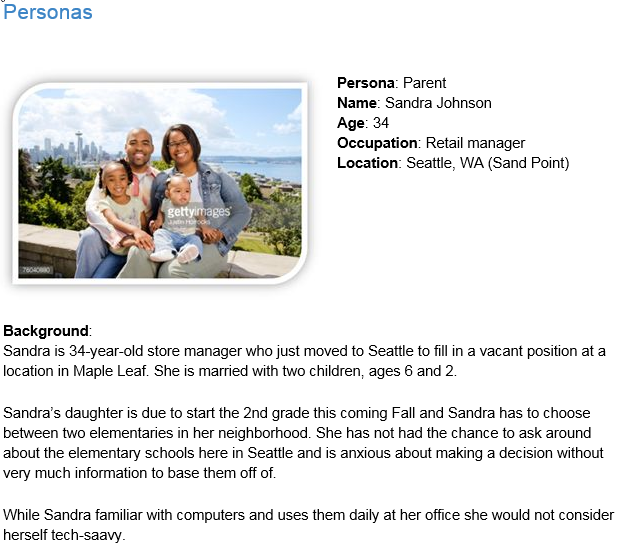 Personas
Persona: Parent
Name: Sandra Johnson
Age: 34
Occupation: Retail manager
Location: Seattle, WA (Sand Point)
gettyimages
76040890
Background:
Sandra is 34-year-old store manager who just moved to Seattle to fill in a vacant position at a
location in Maple Leaf. She is married with two children, ages 6 and 2.
Sandra’s daughter is due to start the 2nd grade this coming Fall and Sandra has to choose
between two elementaries in her neighborhood. She has not had the chance to ask around
about the elementary schools here in Seattle and is anxious about making a decision without
very much information to base them off of.
While Sandra familiar with computers and uses them daily at her office she would not consider
herself tech-saavy.